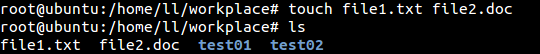 root@ubuntu:/home/ll/workplace# touch file1.txt file2.doc
root@ubuntu:/home/ll/workplace# ls
file1.txt  file2.doc  test01  test02